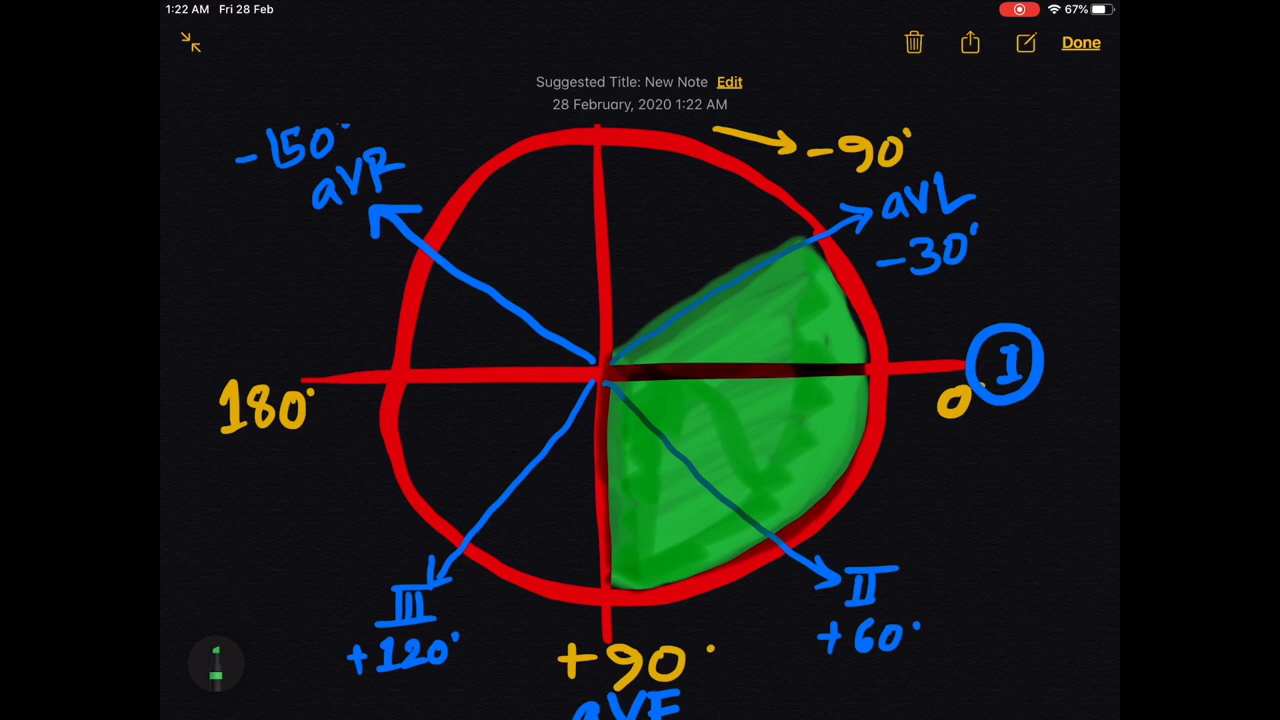 1:22 AM Fri 28 Feb
67%
Done
Suggested Title: New Note Edit
28 February, 2020 1:22 AM
-150°
aVR
-90°
aVL
-30°
I
0°
180°
II
+60°
III
+120°
+90°
aVF